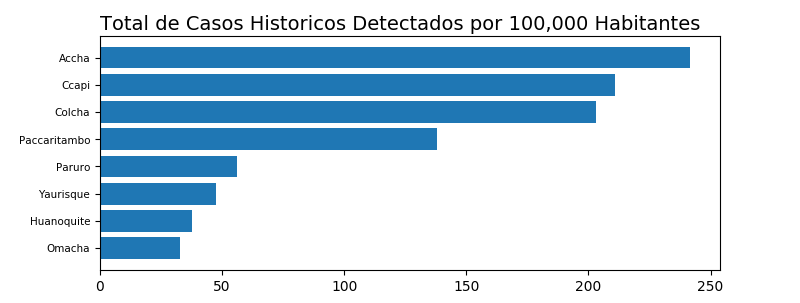 Total de Casos Historicos Detectados por 100,000 Habitantes
Accha
Ccapi
Colcha
Paccaritambo
Paruro
Yaurisque
Huanoquite
Omacha
0 50 100 150 200 250